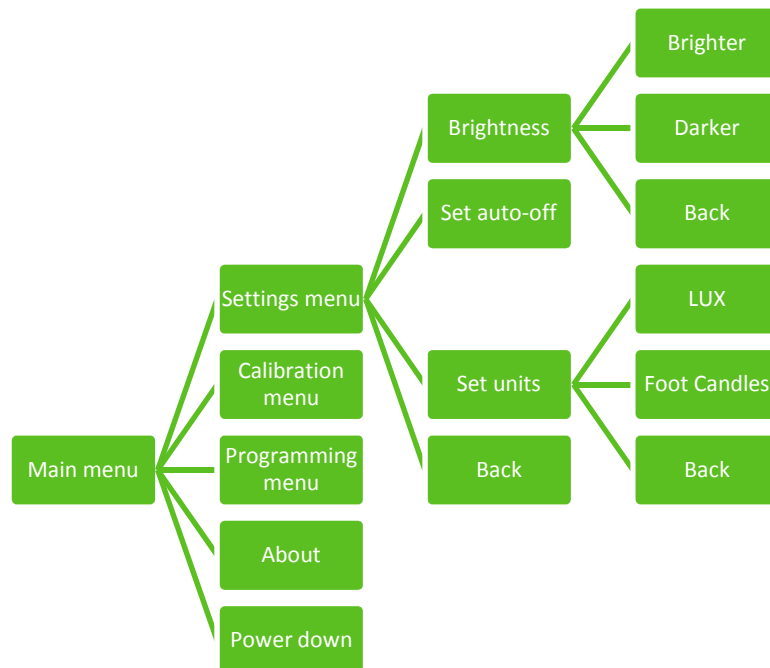 Brighter
Brightness
Darker
Set auto-off
Back
Settings menu
LUX
Calibration
menu
Set units
Foot Candles
Main menu
Programming
menu
Back
Back
About
Power down